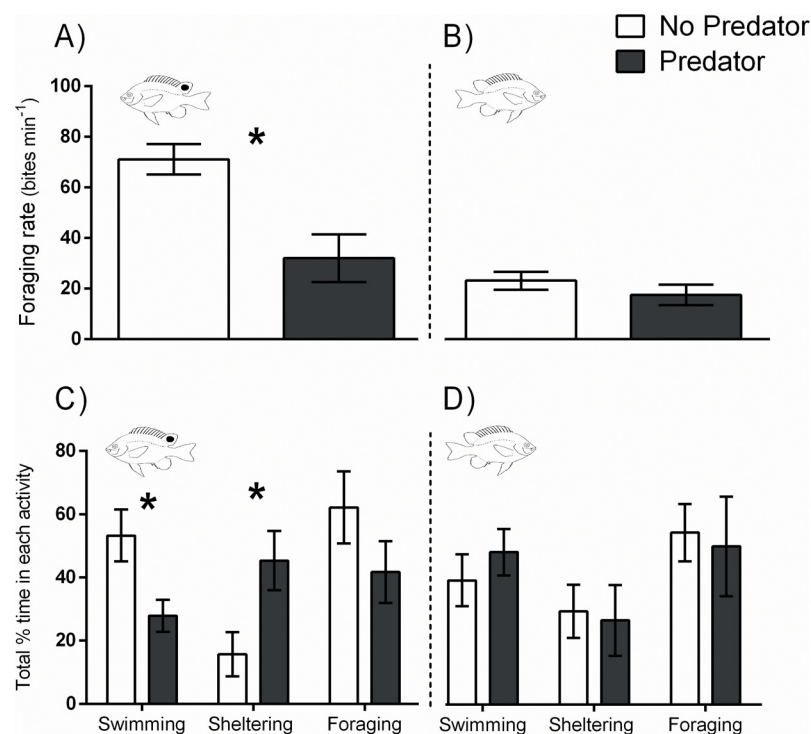 No Predator
Predator
A)
B)
Foraging rate (bites min⁻¹)
100
80
60
40
20
0
*
C)
D)
Total % time in each activity
80
60
40
20
0
*
*
Swimming Sheltering Foraging
Swimming Sheltering Foraging